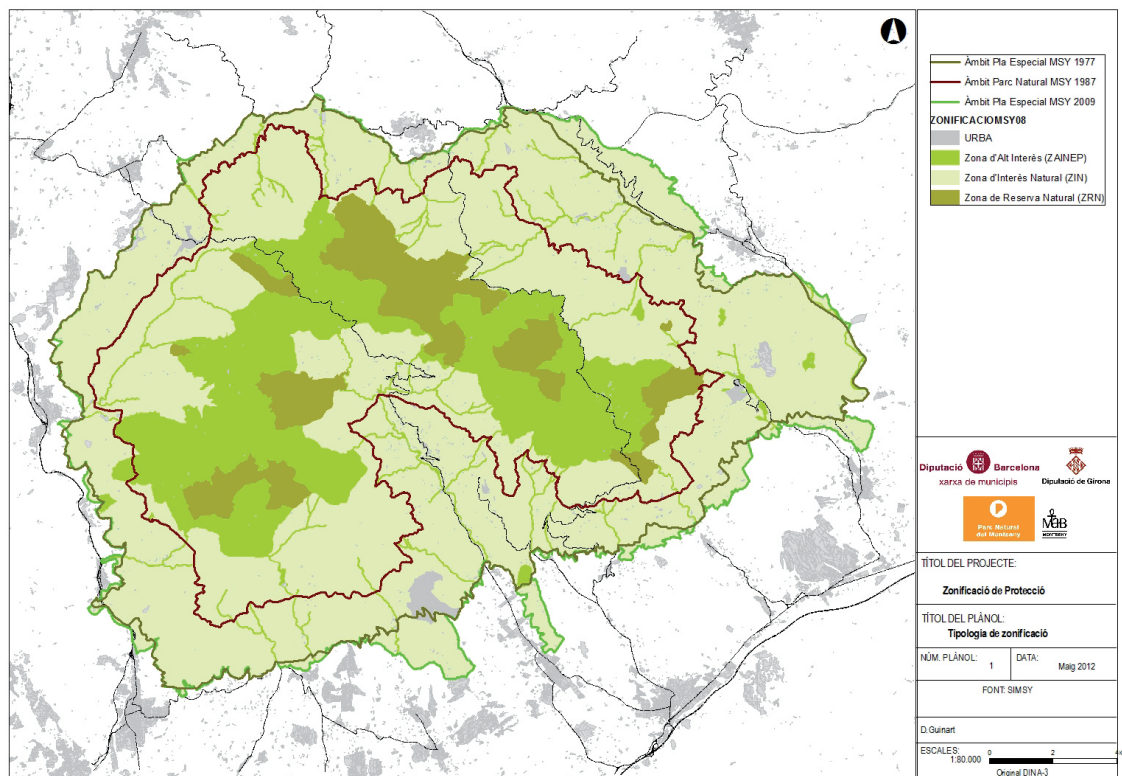 Àmbit Pla Especial MSY 1977
Àmbit Parc Natural MSY 1987
Àmbit Pla Especial MSY 2009
ZONIFICACIOMSY08
URBA
Zona d'Alt Interès (ZAINEP)
Zona d'Interès Natural (ZIN)
Zona de Reserva Natural (ZRN)
Diputació Barcelona
xarxa de municipis
Diputació de Girona
Parc Natural
del Montseny
MaB
MONTSENY
TÍTOL DEL PROJECTE:
Zonificació de Protecció
TÍTOL DEL PLÀNOL:
Tipologia de zonificació
NÚM. PLÀNOL: 1
DATA: Maig 2012
FONT: SIMSY
D.Guinart
ESCALES:
1:80.000
0 2 4
Original DINA-3